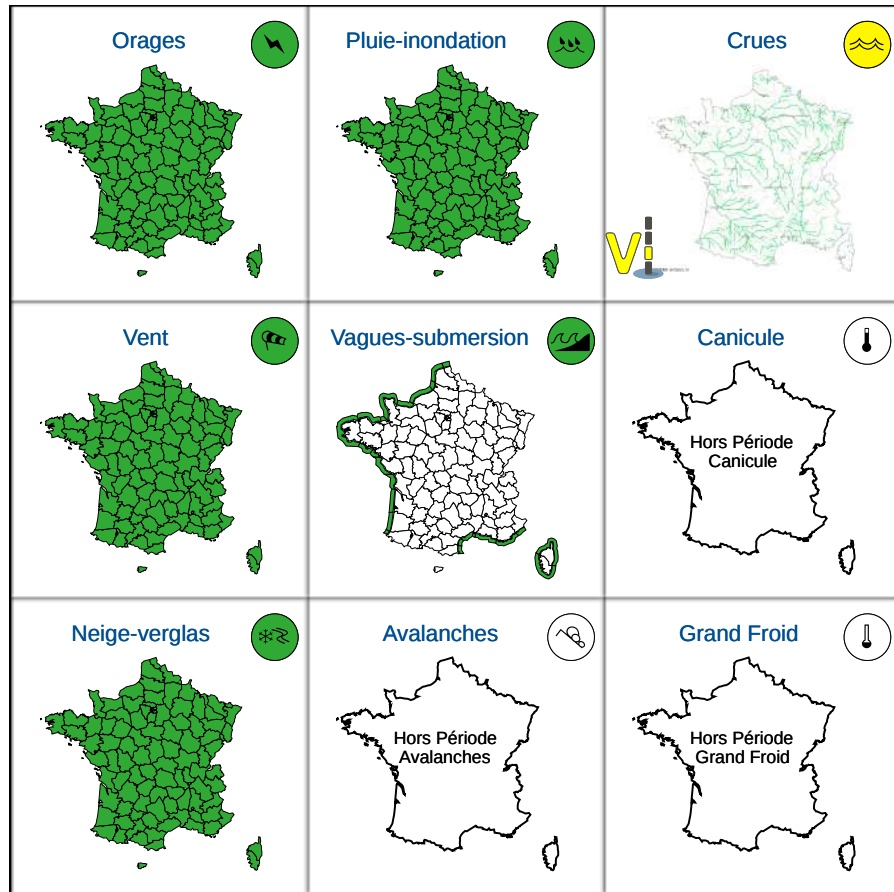 Orages
Pluie-inondation
Crues
Vi
Vent
Vagues-submersion
Canicule
Hors Période
Canicule
Neige-verglas
Avalanches
Grand Froid
Hors Période
Avalanches
Hors Période
Grand Froid